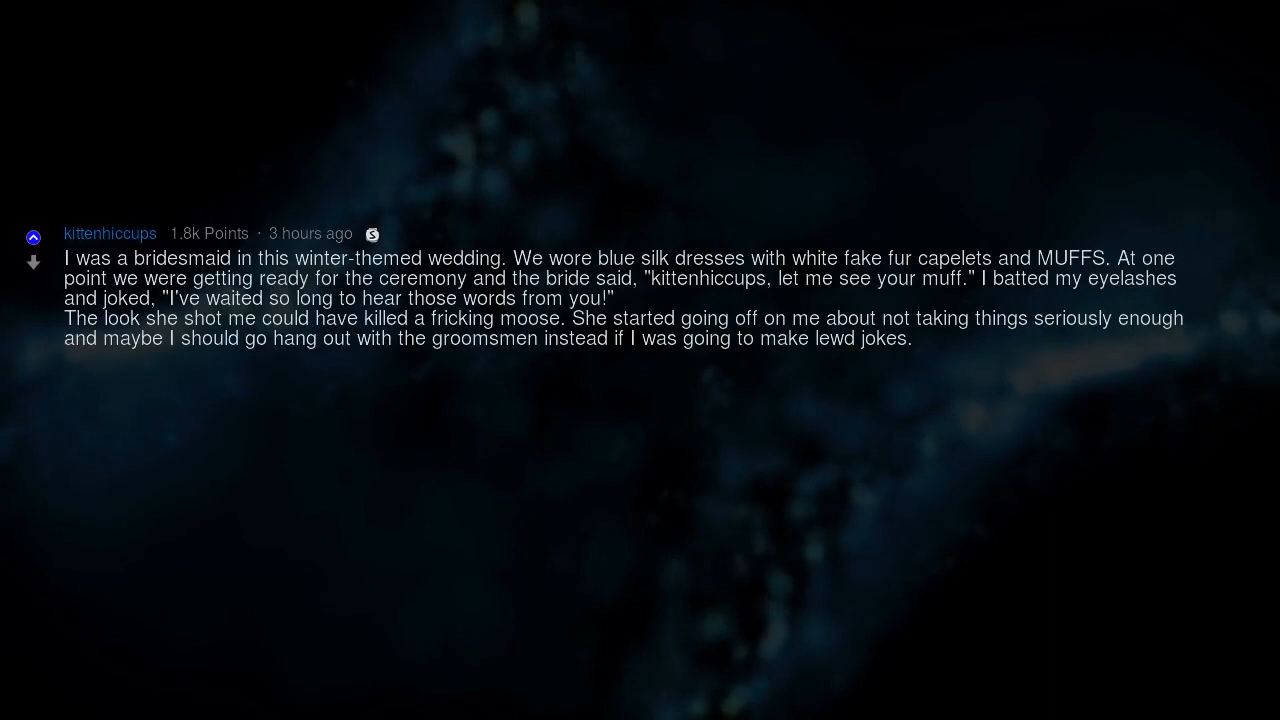 kittenhiccups 1.8k Points · 3 hours ago S
I was a bridesmaid in this winter-themed wedding. We wore blue silk dresses with white fake fur capelets and MUFFS. At one
point we were getting ready for the ceremony and the bride said, "kittenhiccups, let me see your muff." I batted my eyelashes
and joked, "I've waited so long to hear those words from you!"
The look she shot me could have killed a fricking moose. She started going off on me about not taking things seriously enough
and maybe I should go hang out with the groomsmen instead if I was going to make lewd jokes.